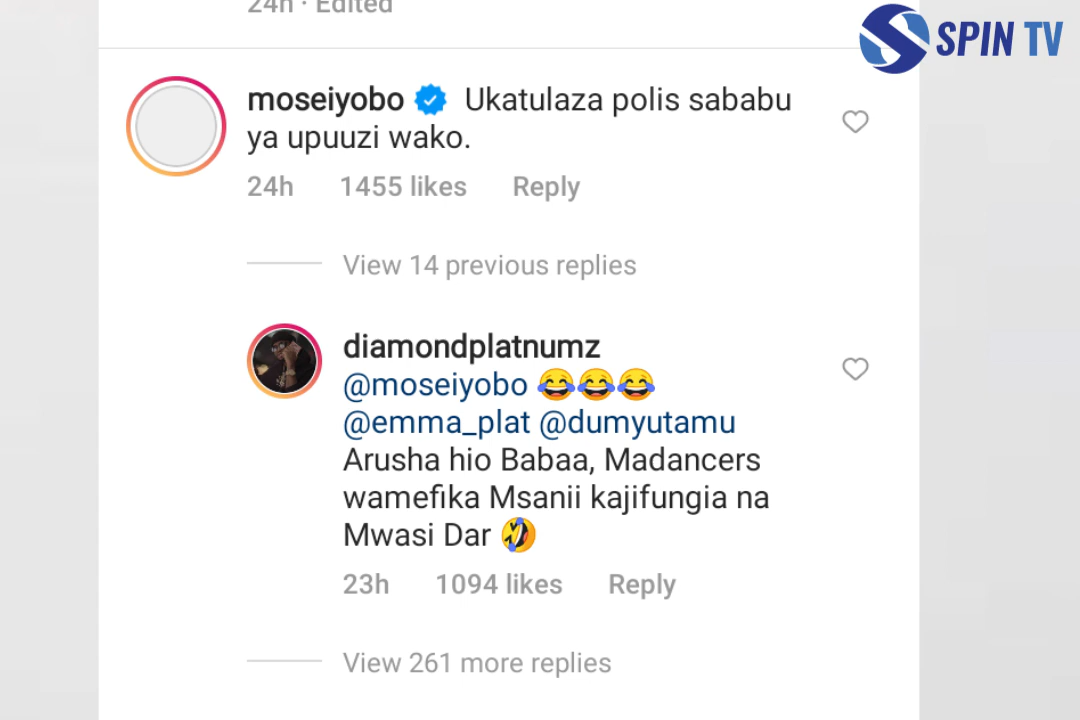 24h · Edited
SPIN TV
moseiyobo Ukatulaza polis sababu
ya upuuzi wako.
24h 1455 likes Reply
View 14 previous replies
diamondplatnumz
@moseiyobo 😂😂😂
@emma_plat @dumyutamu
Arusha hio Babaa, Madancers
wamefika Msanii kajifungia na
Mwasi Dar 🤣
23h 1094 likes Reply
View 261 more replies